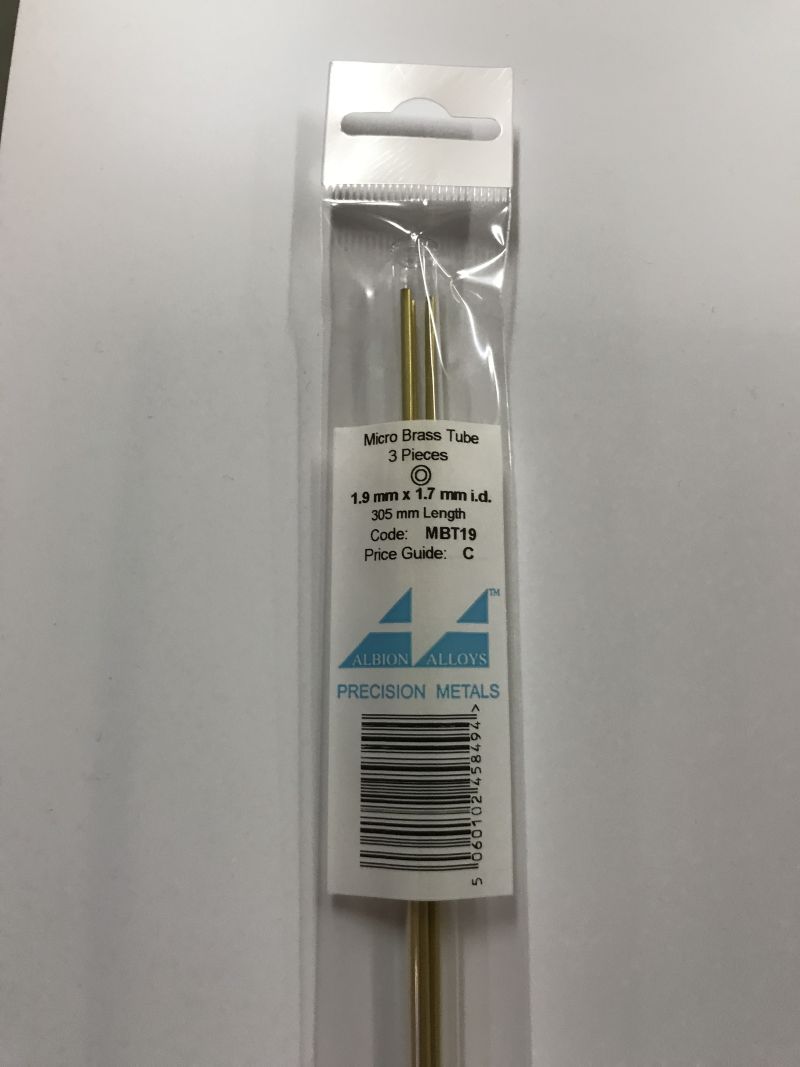 Micro Brass Tube
3 Pieces
1.9 mm x 1.7 mm i.d.
305 mm Length
Code: MBT19
Price Guide: C
TM
ALBION ALLOYS
PRECISION METALS
5 060102 458494 >